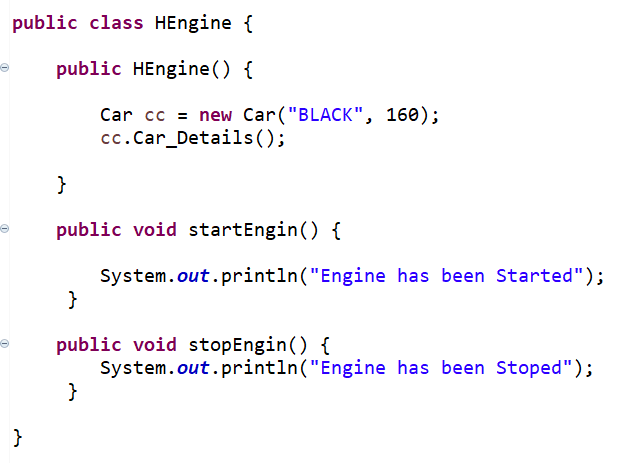 public class HEngine {
public HEngine() {
Car cc = new Car("BLACK", 160);
cc.Car_Details();
}
public void startEngin() {
System.out.println("Engine has been Started");
}
public void stopEngin() {
System.out.println("Engine has been Stoped");
}
}